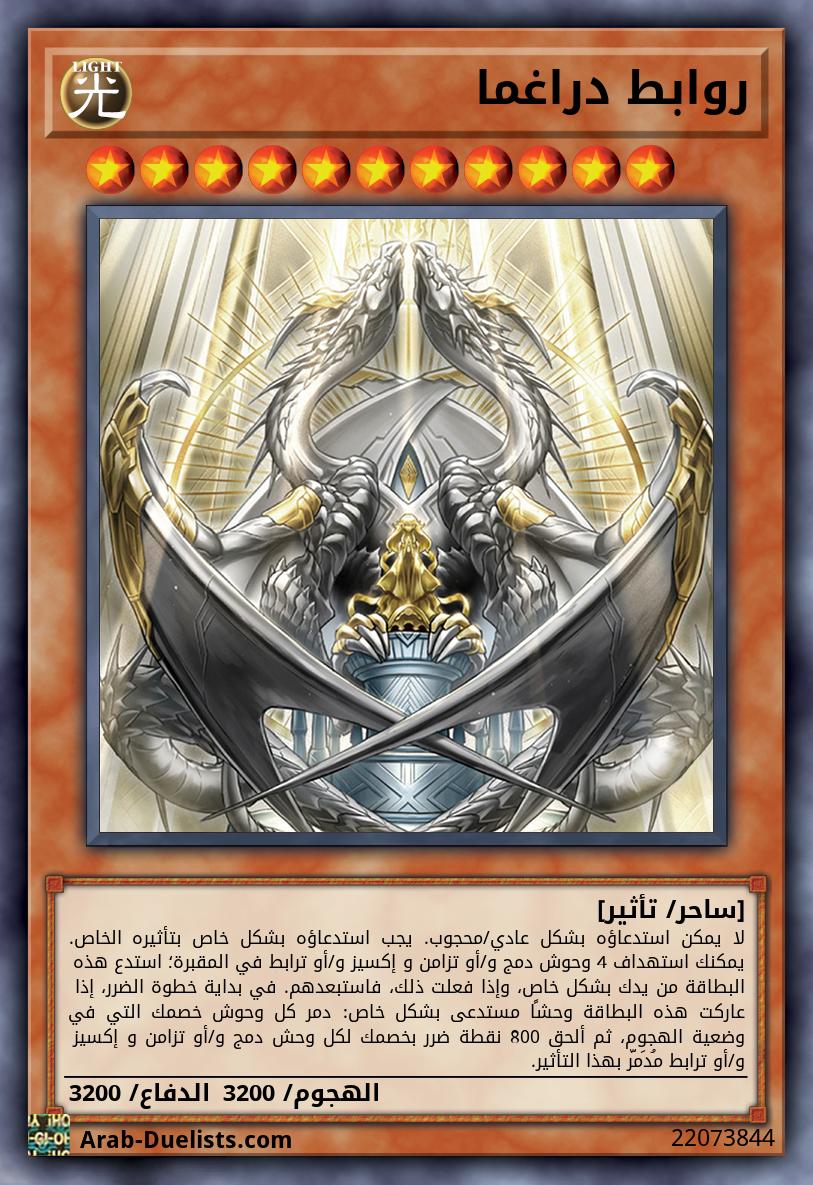 روابط دراغما
LIGHT
光
[ساحر/ تأثير]
لا يمكن استدعاؤه بشكل عادي/محجوب. يجب استدعاؤه بشكل خاص بتأثيره الخاص.
يمكنك استهداف 4 وحوش دمج و/أو تزامن و إكسيز و/أو ترابط في المقبرة؛ استدع هذه
البطاقة من يدك بشكل خاص، وإذا فعلت ذلك، فاستبعدهم. في بداية خطوة الضرر، إذا
عاركت هذه البطاقة وحشًا مستدعى بشكل خاص: دمر كل وحوش خصمك التي في
وضعية الهجوم، ثم ألحق 800 نقطة ضرر بخصمك لكل وحش دمج و/أو تزامن و إكسيز
و/أو ترابط مُدَمرّ بهذا التأثير.
الهجوم/ 3200 الدفاع/ 3200
Arab-Duelists.com
22073844